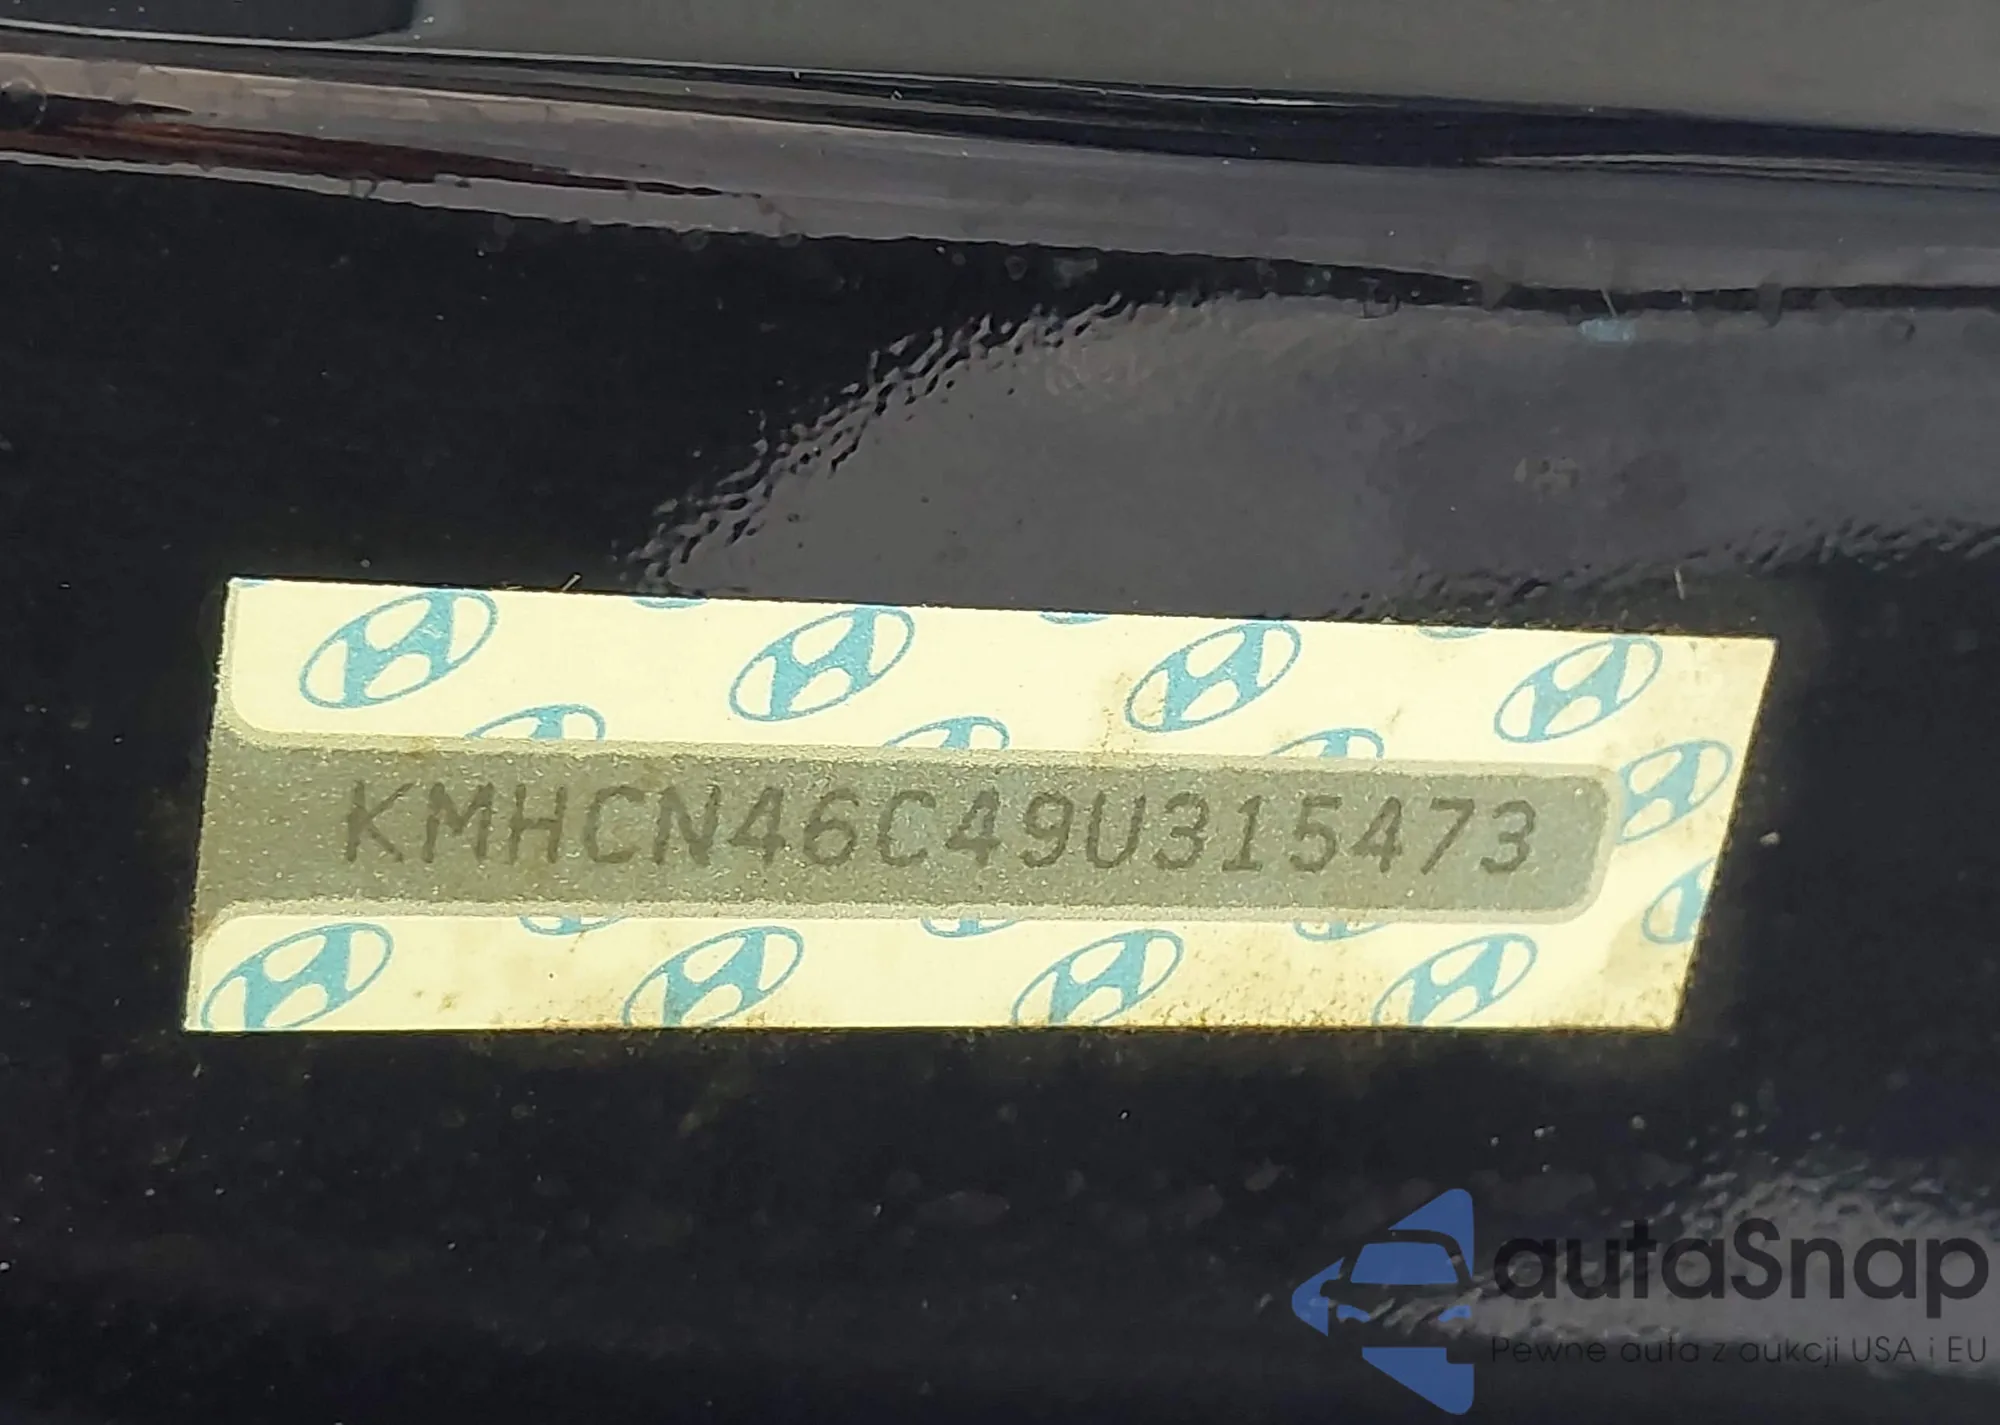 KMHCN46C49U315473
autaSnap
Pewne auta z aukcji USA i EU